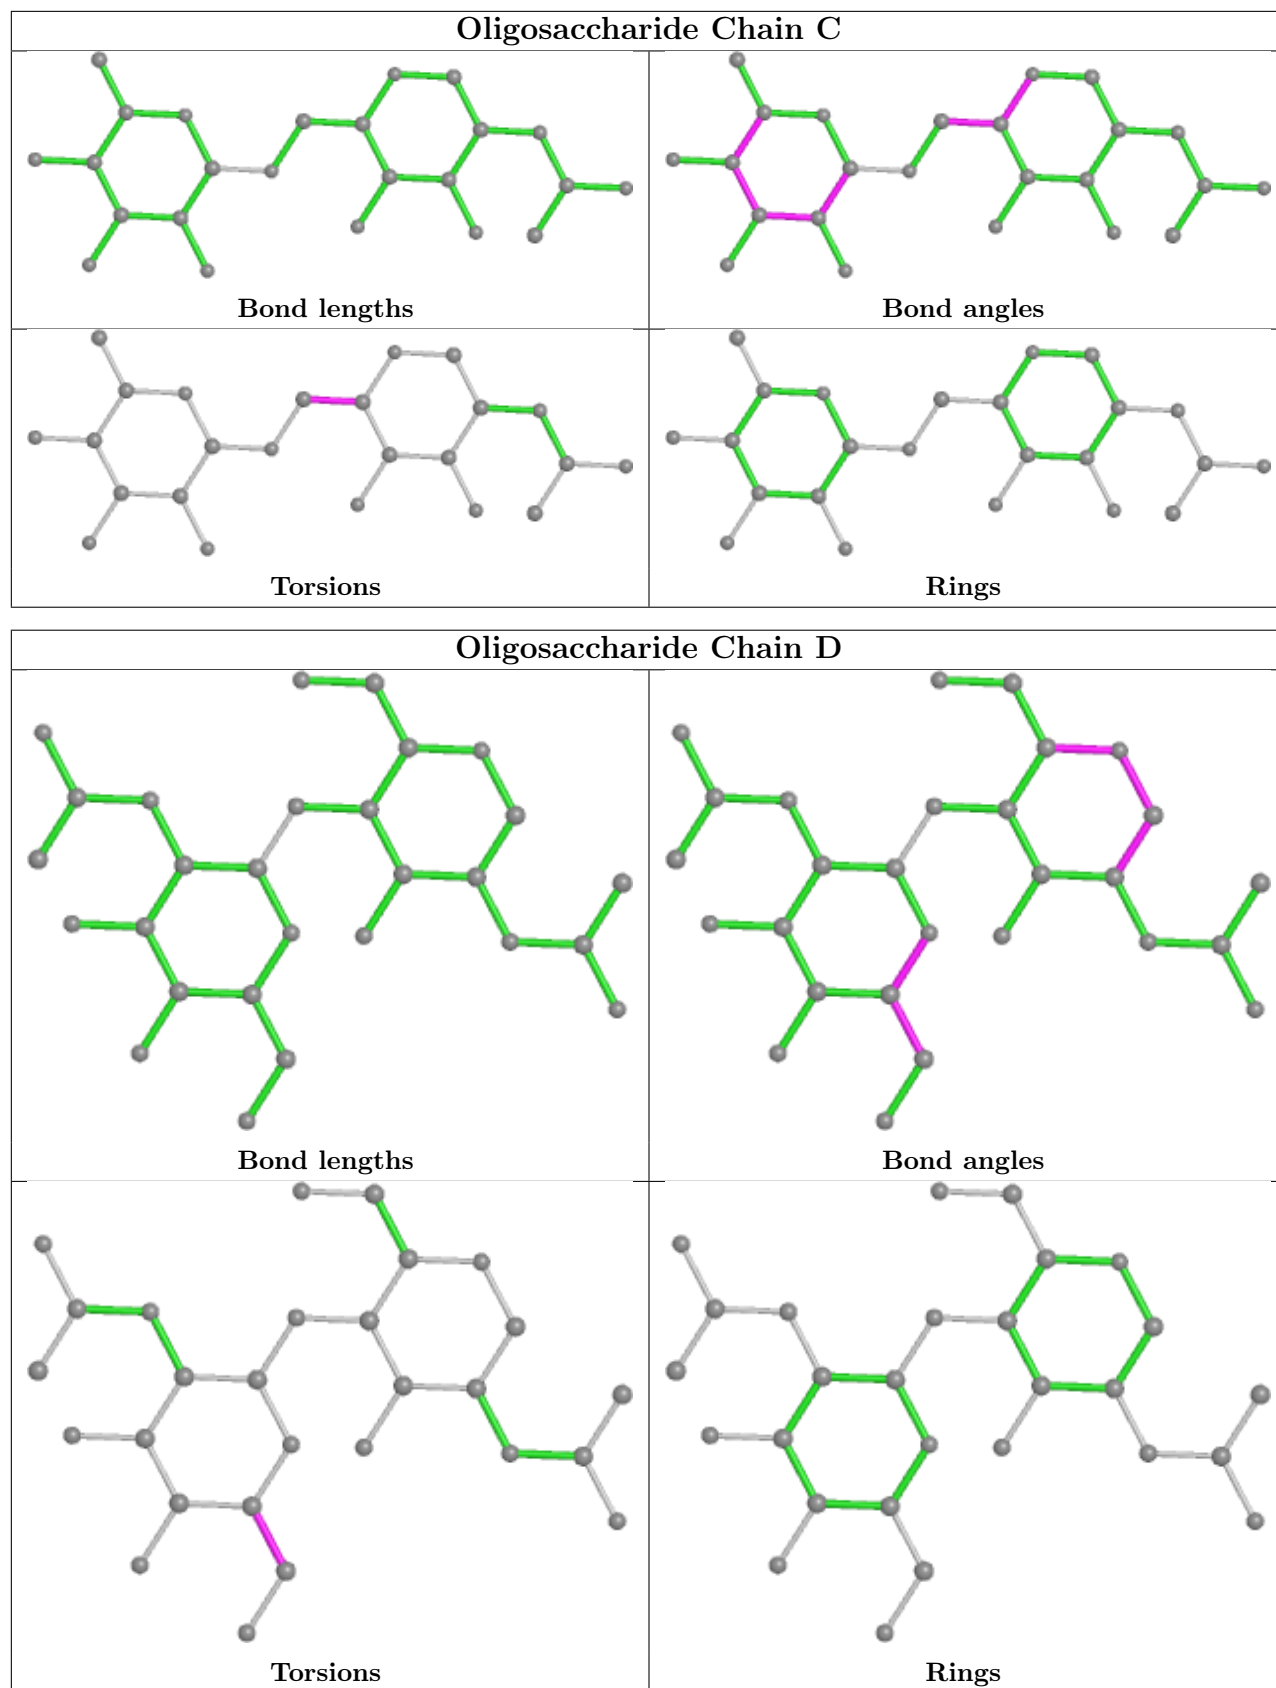 Oligosaccharide Chain C
Bond lengths
Bond angles
Torsions
Rings
Oligosaccharide Chain D
Bond lengths
Bond angles
Torsions
Rings